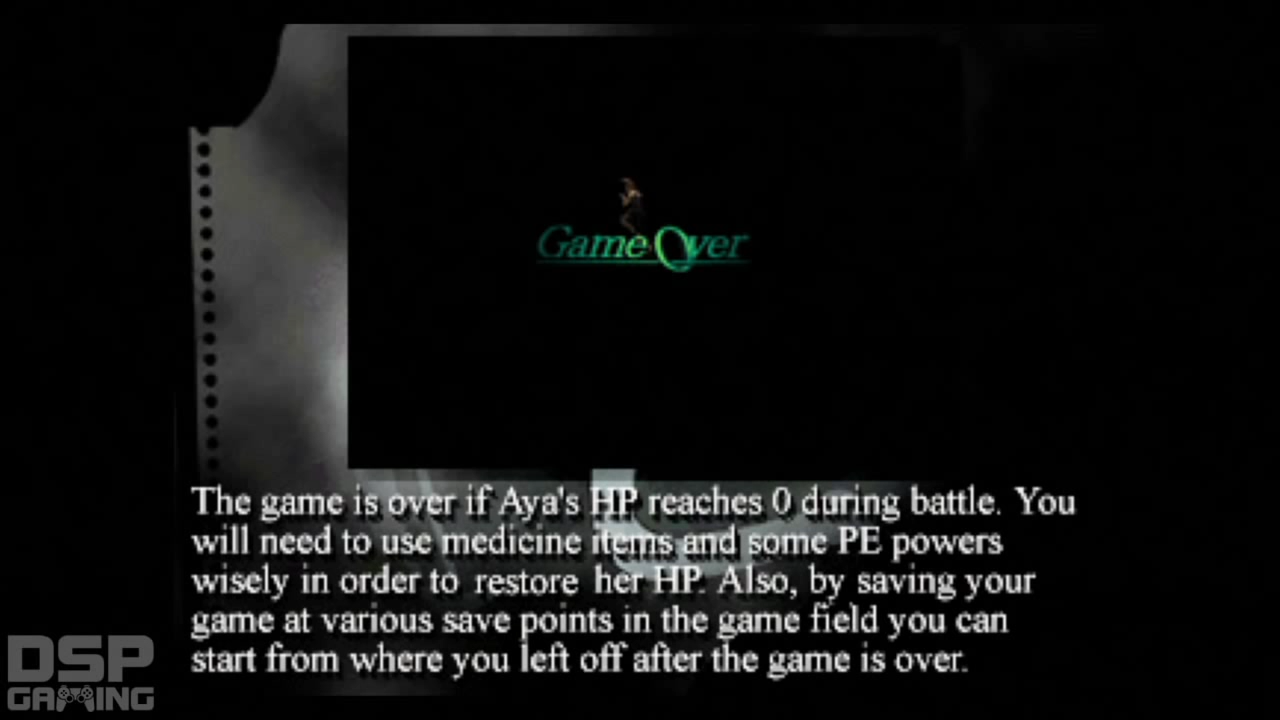 Game Over
The game is over if Aya's HP reaches 0 during battle. You
will need to use medicine items and some PE powers
wisely in order to restore her HP. Also, by saving your
game at various save points in the game field you can
start from where you left off after the game is over.
DSP
GAMING